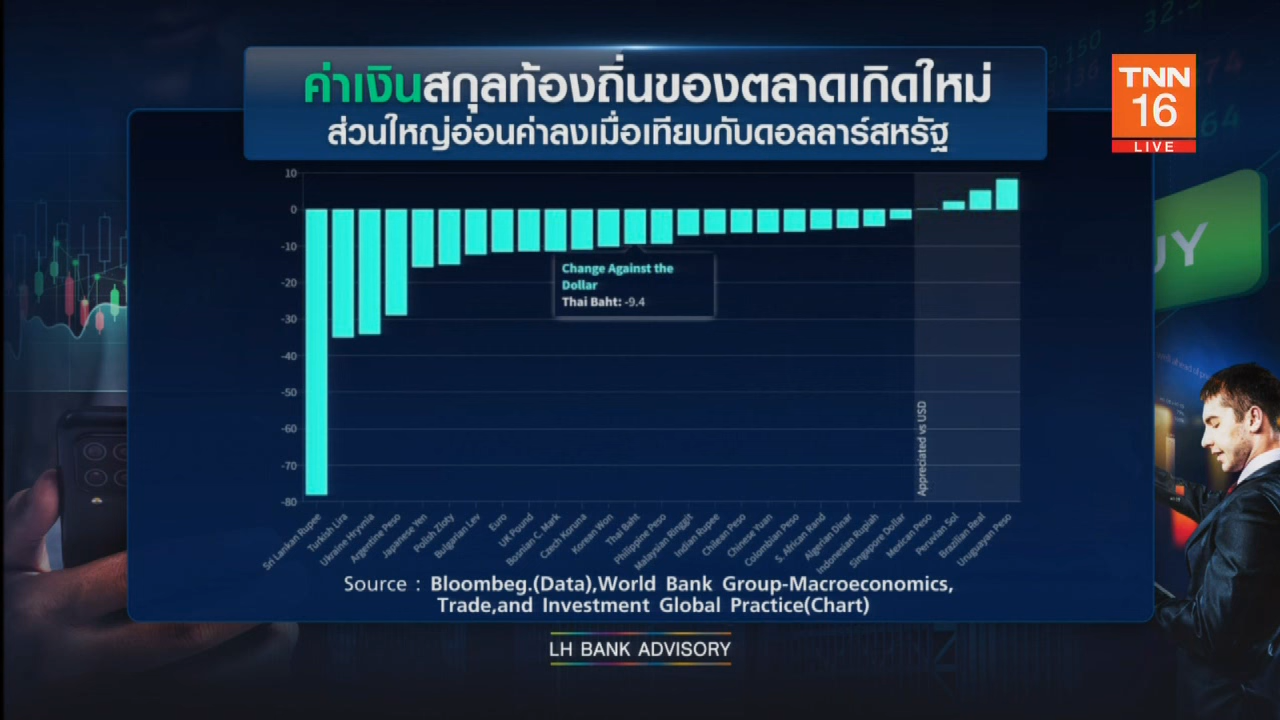 ค่าเงินสกุลท้องถิ่นของตลาดเกิดใหม่
ส่วนใหญ่อ่อนค่าลงเมื่อเทียบกับดอลลาร์สหรัฐ
TNN
16
LIVE
UY
10
0
-10
-20
-30
-40
-50
-60
-70
-80
Change Against the
Dollar
Thai Baht: -9.4
Appreciated vs USD
Sri Lankan Rupee
Turkish Lira
Ukraine Hryvnia
Argentine Peso
Japanese Yen
Polish Zloty
Bulgarian Lev
Euro
UK Pound
Bosnian C. Mark
Czech Koruna
Korean Won
Thai Baht
Philippine Peso
Malaysian Ringgit
Indian Rupee
Chilean Peso
Chinese Yuan
Colombian Peso
S. African Rand
Algerian Dinar
Indonesian Rupiah
Singapore Dollar
Mexican Peso
Peruvian Sol
Brazilian Real
Uruguayan Peso
Source : Bloombeg.(Data),World Bank Group-Macroeconomics,
Trade,and Investment Global Practice(Chart)
LH BANK ADVISORY